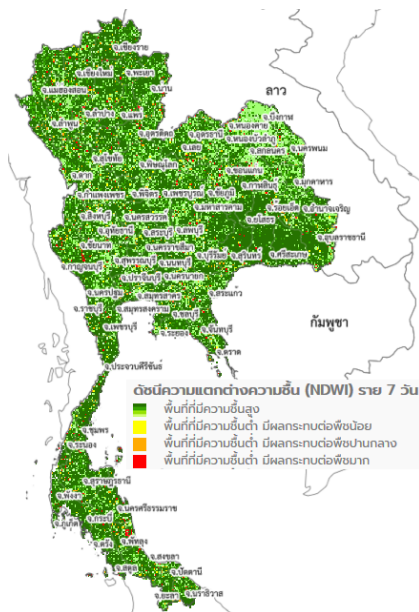 จ.เชียงราย
จ.เชียงใหม่ จ.พะเยา
จ.แม่ฮ่องสอน จ.น่าน
ลาว
จ.ลำปาง จ.แพร่
จ.ลำพูน
จ.บึงกาฬ
จ.หนองคาย
จ.อุตรดิตถ์ จ.อุดรธานี
จ.หนองบัวลำภู
จ.เลย จ.สกลนคร จ.นครพนม
จ.สุโขทัย จ.พิษณุโลก
จ.ตาก จ.ขอนแก่น
จ.กาฬสินธุ์ จ.มุกดาหาร
จ.กำแพงเพชร จ.พิจิตร จ.เพชรบูรณ์ จ.ชัยภูมิ
จ.มหาสารคาม จ.ร้อยเอ็ด จ.อำนาจเจริญ
จ.สิงห์บุรี จ.นครสวรรค์ จ.ยโสธร
จ.อุทัยธานี จ.สระบุรี จ.ลพบุรี
จ.อุบลราชธานี
จ.ชัยนาท จ.นครราชสีมา
จ.บุรีรัมย์ จ.สุรินทร์ จ.ศรีสะเกษ
จ.กาญจนบุรี จ.สุพรรณบุรี จ.นนทบุรี
จ.ปราจีนบุรี จ.นครนายก
จ.นครปฐม จ.สมุทรสาคร จ.สระแก้ว
จ.ราชบุรี จ.สมุทรสงคราม จ.ชลบุรี
กัมพูชา
จ.เพชรบุรี จ.ระยอง จ.จันทบุรี
จ.ตราด
จ.ประจวบคีรีขันธ์
ดัชนีความแตกต่างความชื้น (NDWI) ราย 7 วัน
พื้นที่ที่มีความชื้นสูง
พื้นที่ที่มีความชื้นต่ำ มีผลกระทบต่อพืชน้อย
พื้นที่ที่มีความชื้นต่ำ มีผลกระทบต่อพืชปานกลาง
พื้นที่ที่มีความชื้นต่ำ มีผลกระทบต่อพืชมาก
จ.ชุมพร
จ.ระนอง
จ.สุราษฎร์ธานี
จ.พังงา
จ.นครศรีธรรมราช
จ.ภูเก็ต จ.กระบี่
จ.ตรัง จ.พัทลุง
จ.สงขลา
จ.สตูล จ.ปัตตานี
จ.ยะลา จ.นราธิวาส